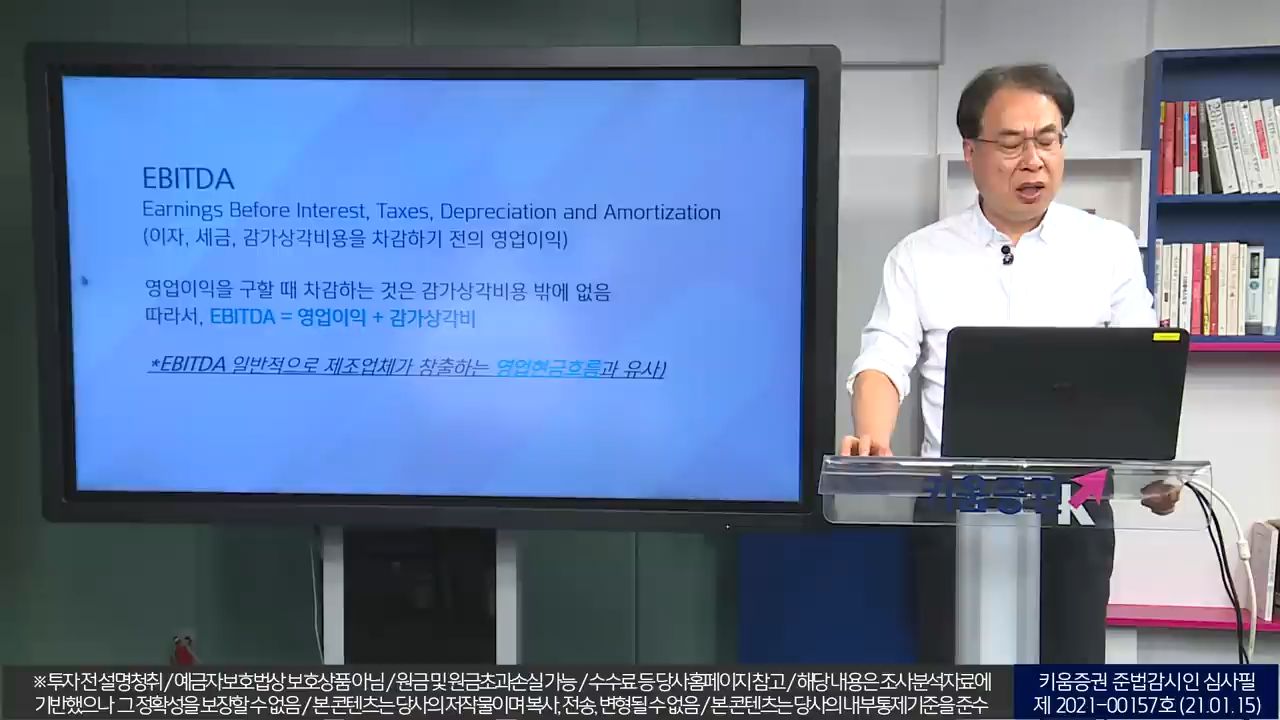 EBITDA
Earnings Before Interest, Taxes, Depreciation and Amortization
(이자, 세금, 감가상각비용을 차감하기 전의 영업이익)
영업이익을 구할 때 차감하는 것은 감가상각비용 밖에 없음
따라서, EBITDA = 영업이익 + 감가상각비
*EBITDA 일반적으로 제조업체가 창출하는 영업현금흐름과 유사)
키움증권
K
※ 투자 전 설명청취 / 예금자보호법상 보호상품 아님 / 원금 및 원금초과손실 가능 / 수수료 등 당사홈페이지 참고 / 해당 내용은 조사분석자료에
기반했으나 그 정확성을 보장할 수 없음 / 본 콘텐츠는 당사의 저작물이며 복사, 전송, 변형될 수 없음 / 본 콘텐츠는 당사의 내부통제기준을 준수
키움증권 준법감시인 심사필
제 2021-00157호 (21.01.15)